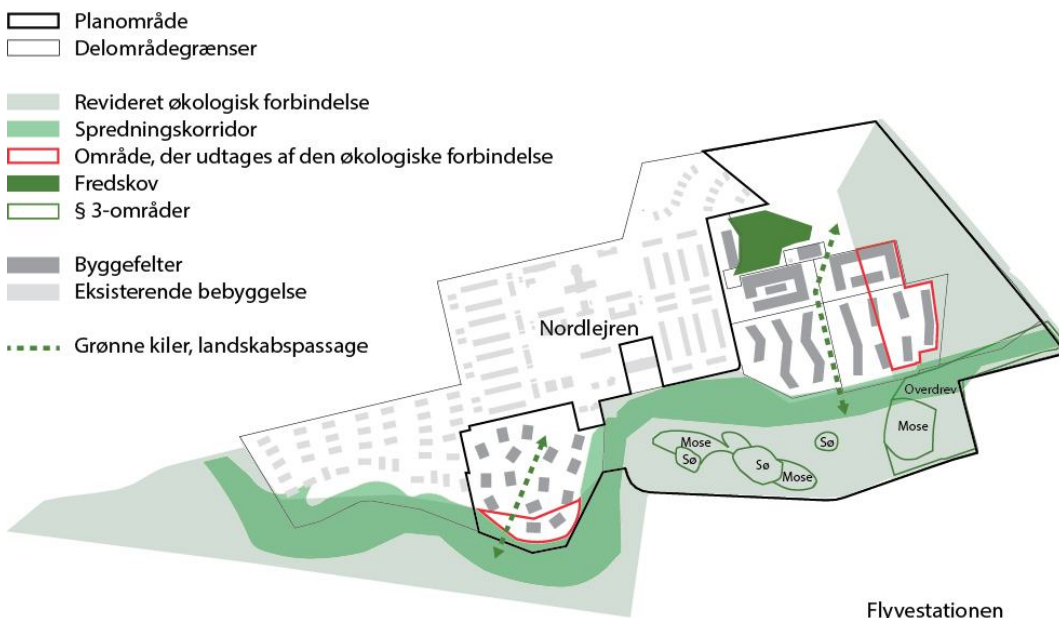 Planområde
Delområdegrænser
Revideret økologisk forbindelse
Spredningskorridor
Område, der udtages af den økologiske forbindelse
Fredskov
§ 3-områder
Byggefelter
Eksisterende bebyggelse
Grønne kiler, landskabspassage
Nordlejren
Overdrev
Mose
Mose
Sø
Sø
Sø
Mose
Flyvestationen